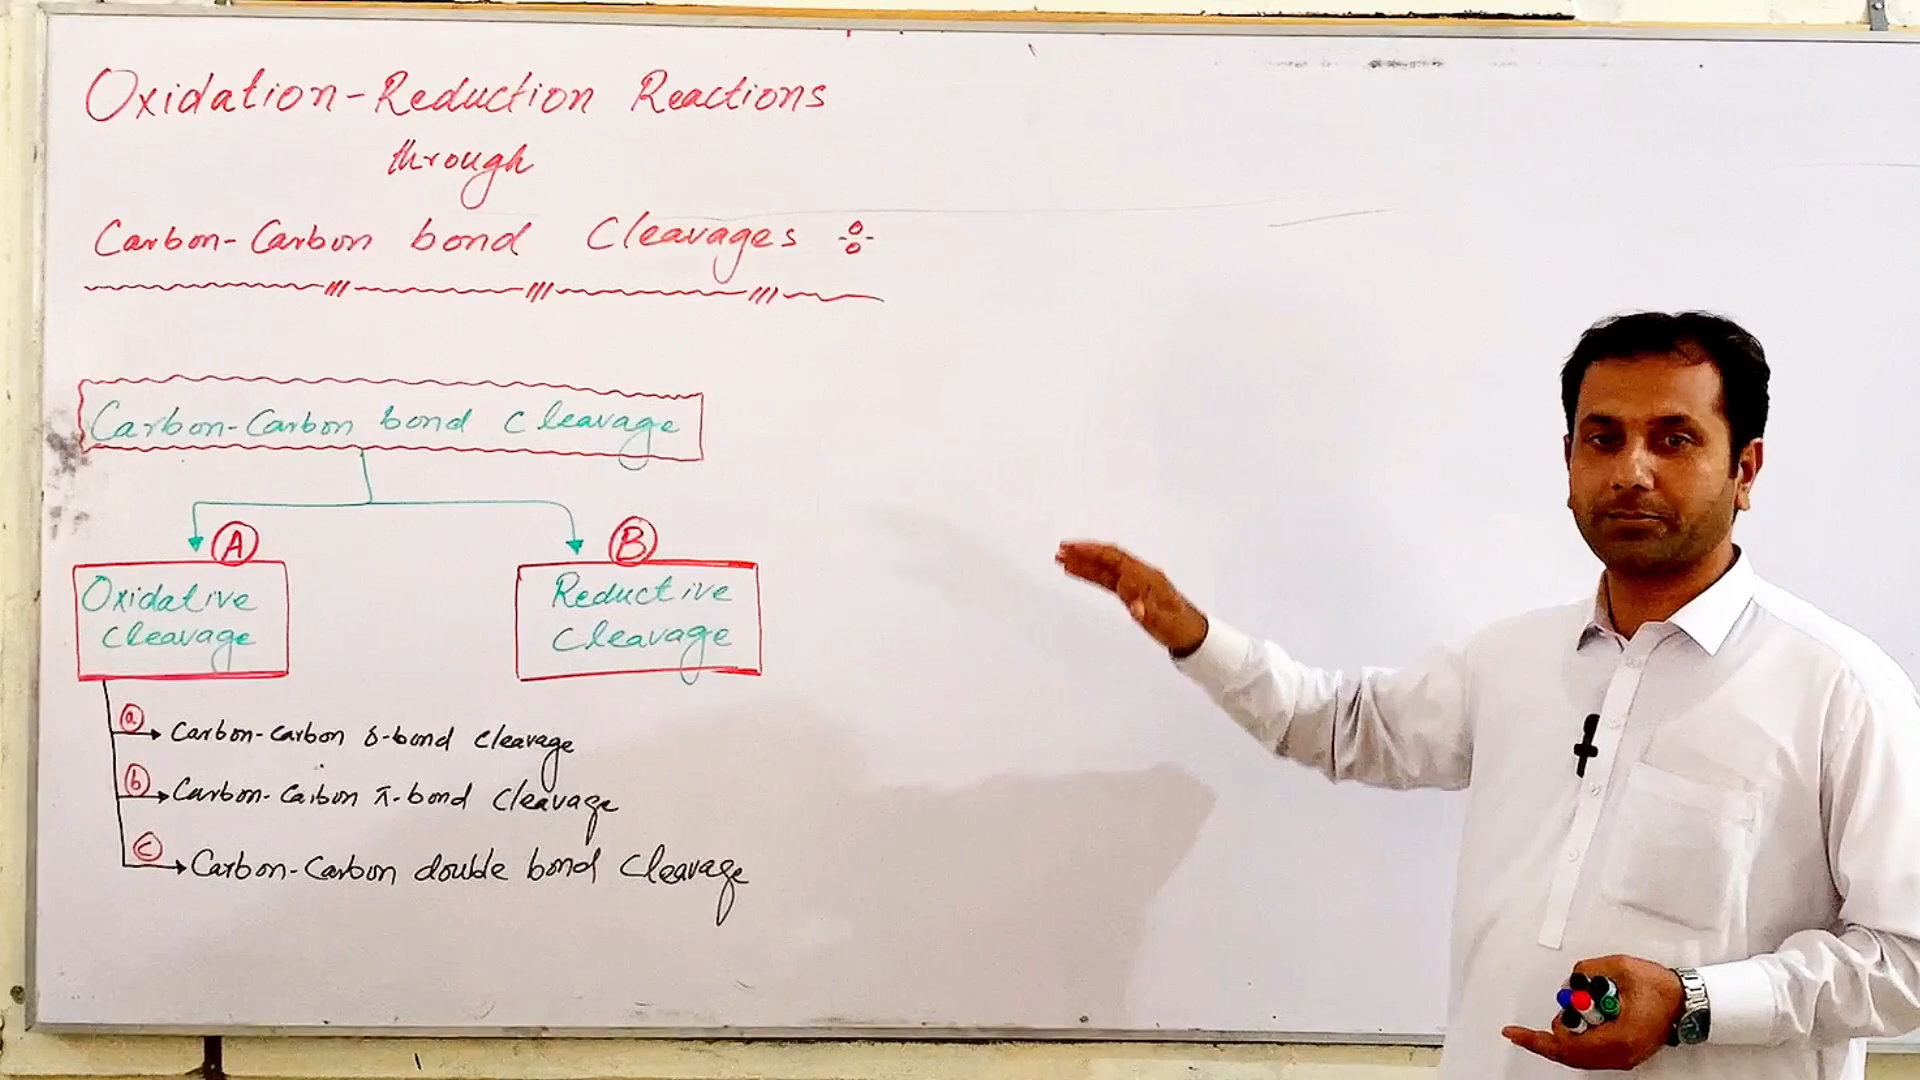 Oxidation-Reduction Reactions
through
Carbon-Carbon bond Cleavages
Carbon-Carbon bond cleavage
A
Oxidative
cleavage
B
Reductive
cleavage
a Carbon-carbon δ-bond cleavage
b Carbon-carbon π-bond cleavage
c Carbon-Carbon double bond cleavage